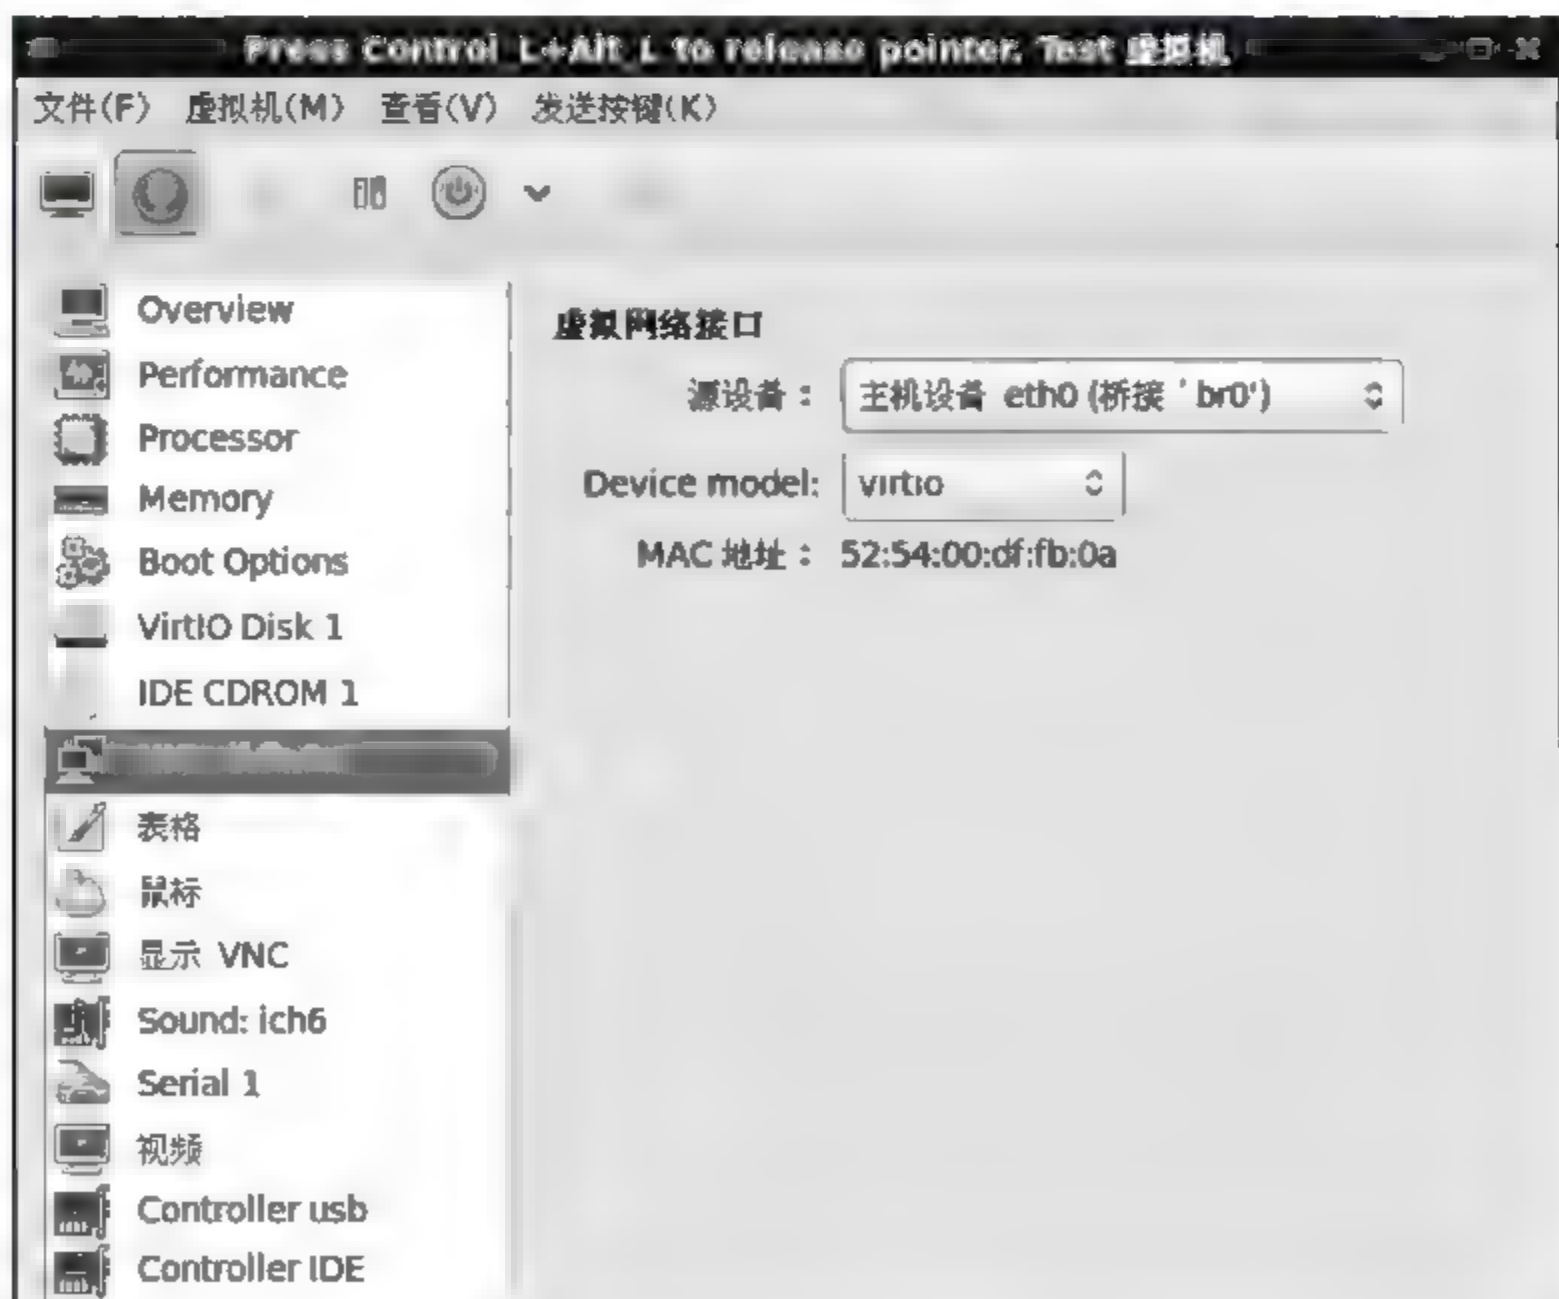 Press Control_L+Alt_L to release pointer. Test 虚拟机
文件(F) 虚拟机(M) 查看(V) 发送按键(K)
Overview
Performance
Processor
Memory
Boot Options
VirtIO Disk 1
IDE CDROM 1
表格
鼠标
显示 VNC
Sound: ich6
Serial 1
视频
Controller usb
Controller IDE
虚拟网络接口
源设备： 主机设备 eth0 (桥接 ' br0')
Device model: virtio
MAC 地址： 52:54:00:df:fb:0a